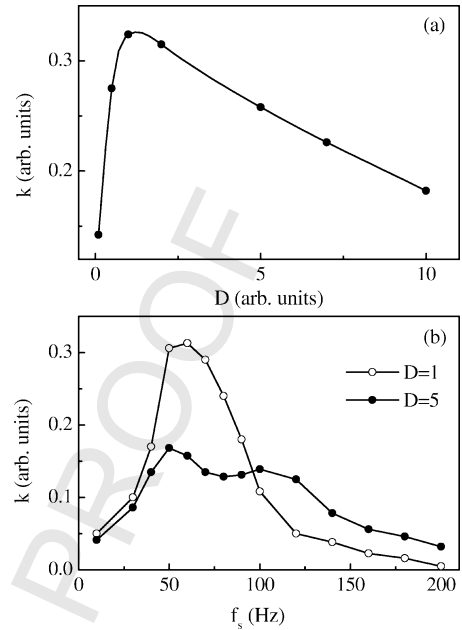 (a)
0.3
0.2
k (arb. units)
0
5
10
D (arb. units)
PROOF
(b)
0.3
0.2
0.1
0.0
k (arb. units)
D=1
D=5
0
50
100
150
200
fs (Hz)